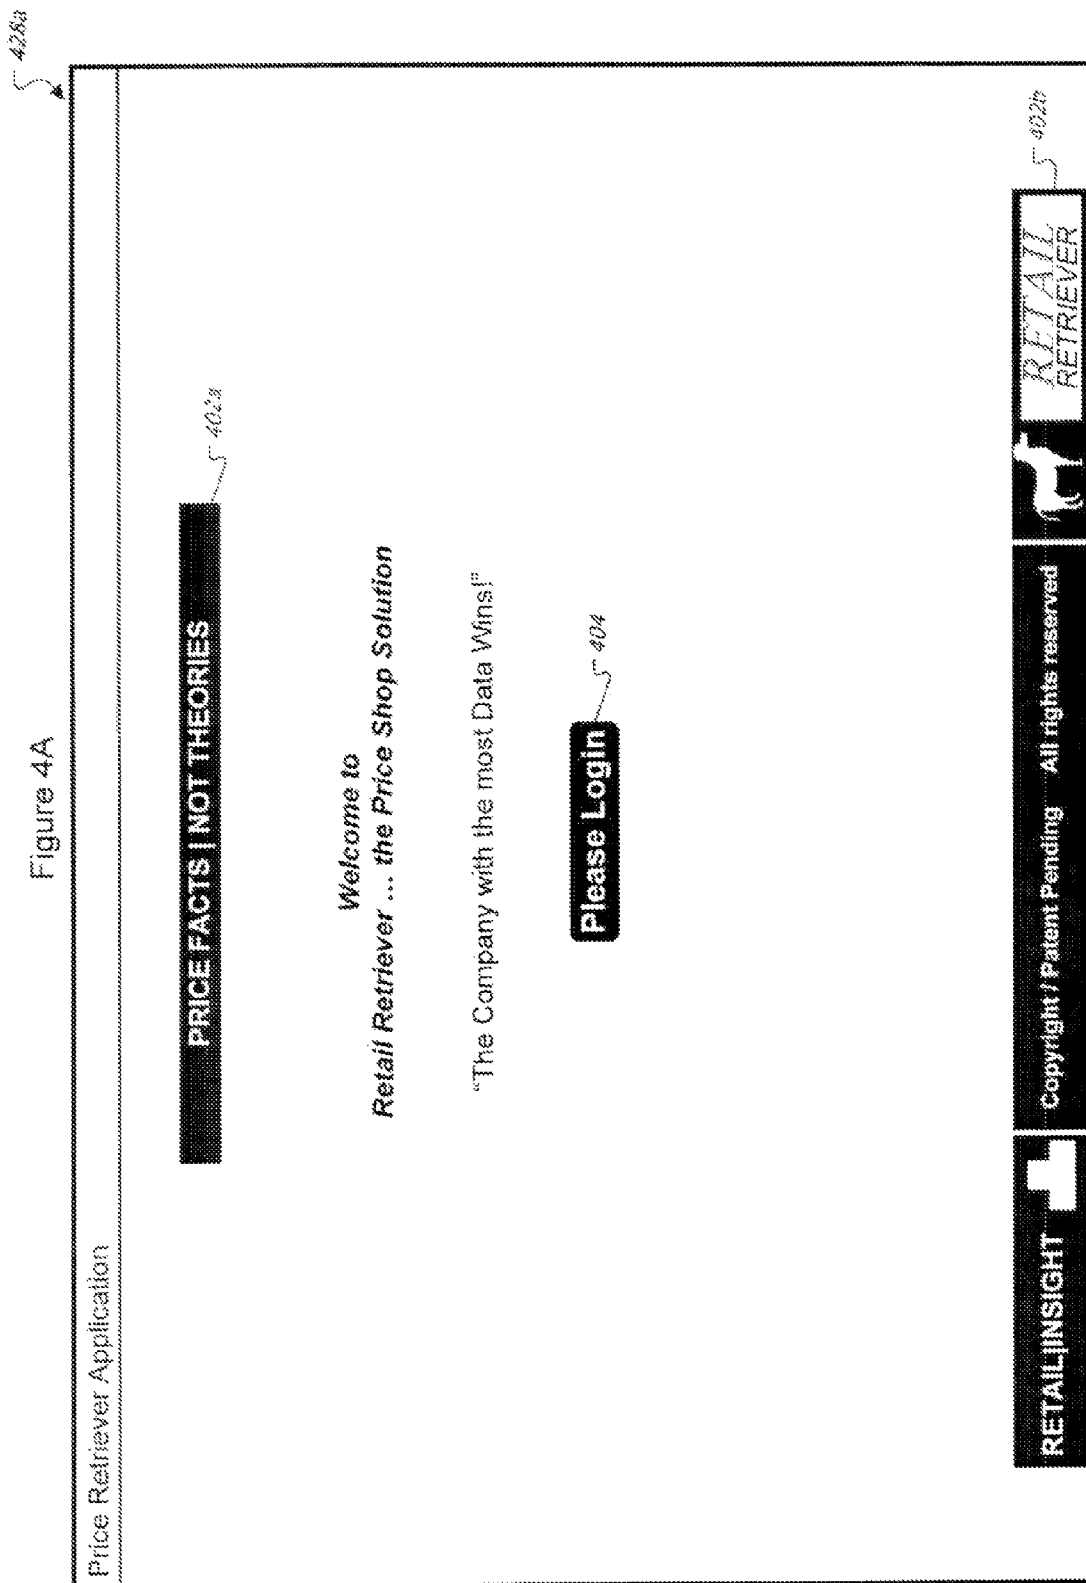 Figure 4A
428a
Price Retriever Application
PRICE FACTS | NOT THEORIES
402a
Welcome to
Retail Retriever ... the Price Shop Solution
"The Company with the most Data Wins!"
Please Login
404
RETAIL|INSIGHT
Copyright / Patent Pending All rights reserved
RETAIL
RETRIEVER
402b